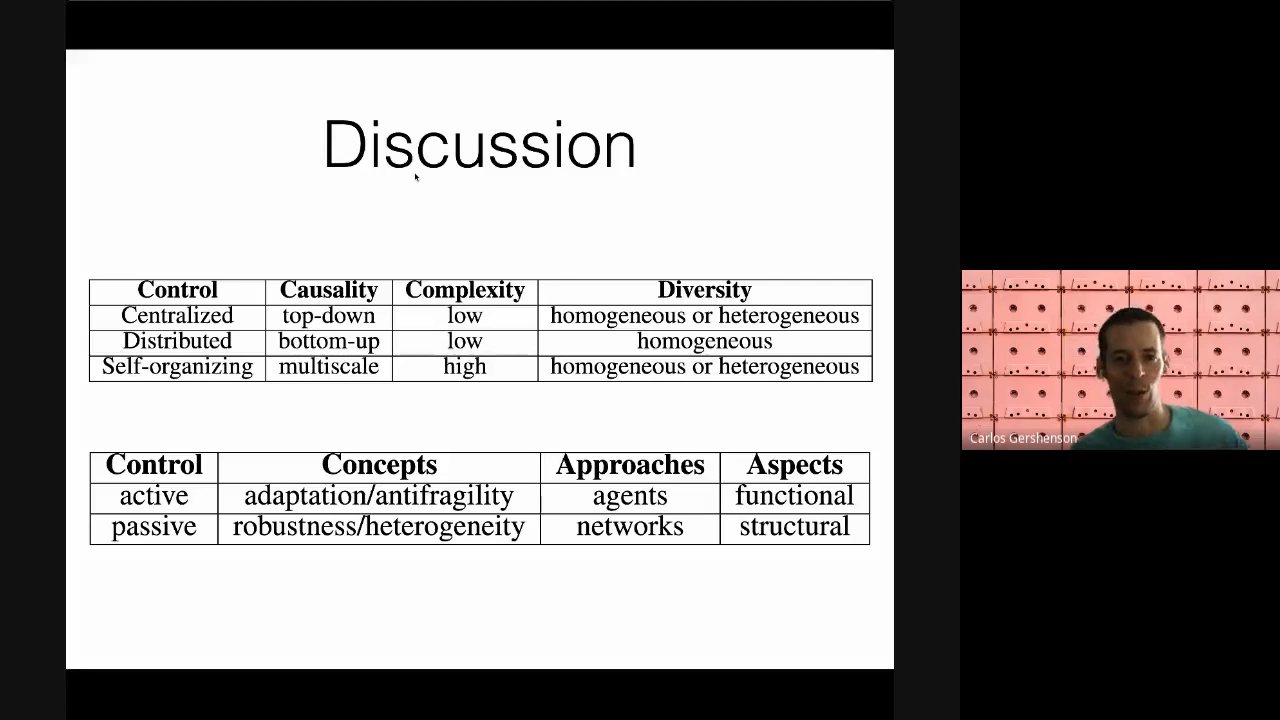 Discussion
Control Causality Complexity Diversity
Centralized top-down low homogeneous or heterogeneous
Distributed bottom-up low homogeneous
Self-organizing multiscale high homogeneous or heterogeneous
Control Concepts Approaches Aspects
active adaptation/antifragility agents functional
passive robustness/heterogeneity networks structural
Carlos Gershenson